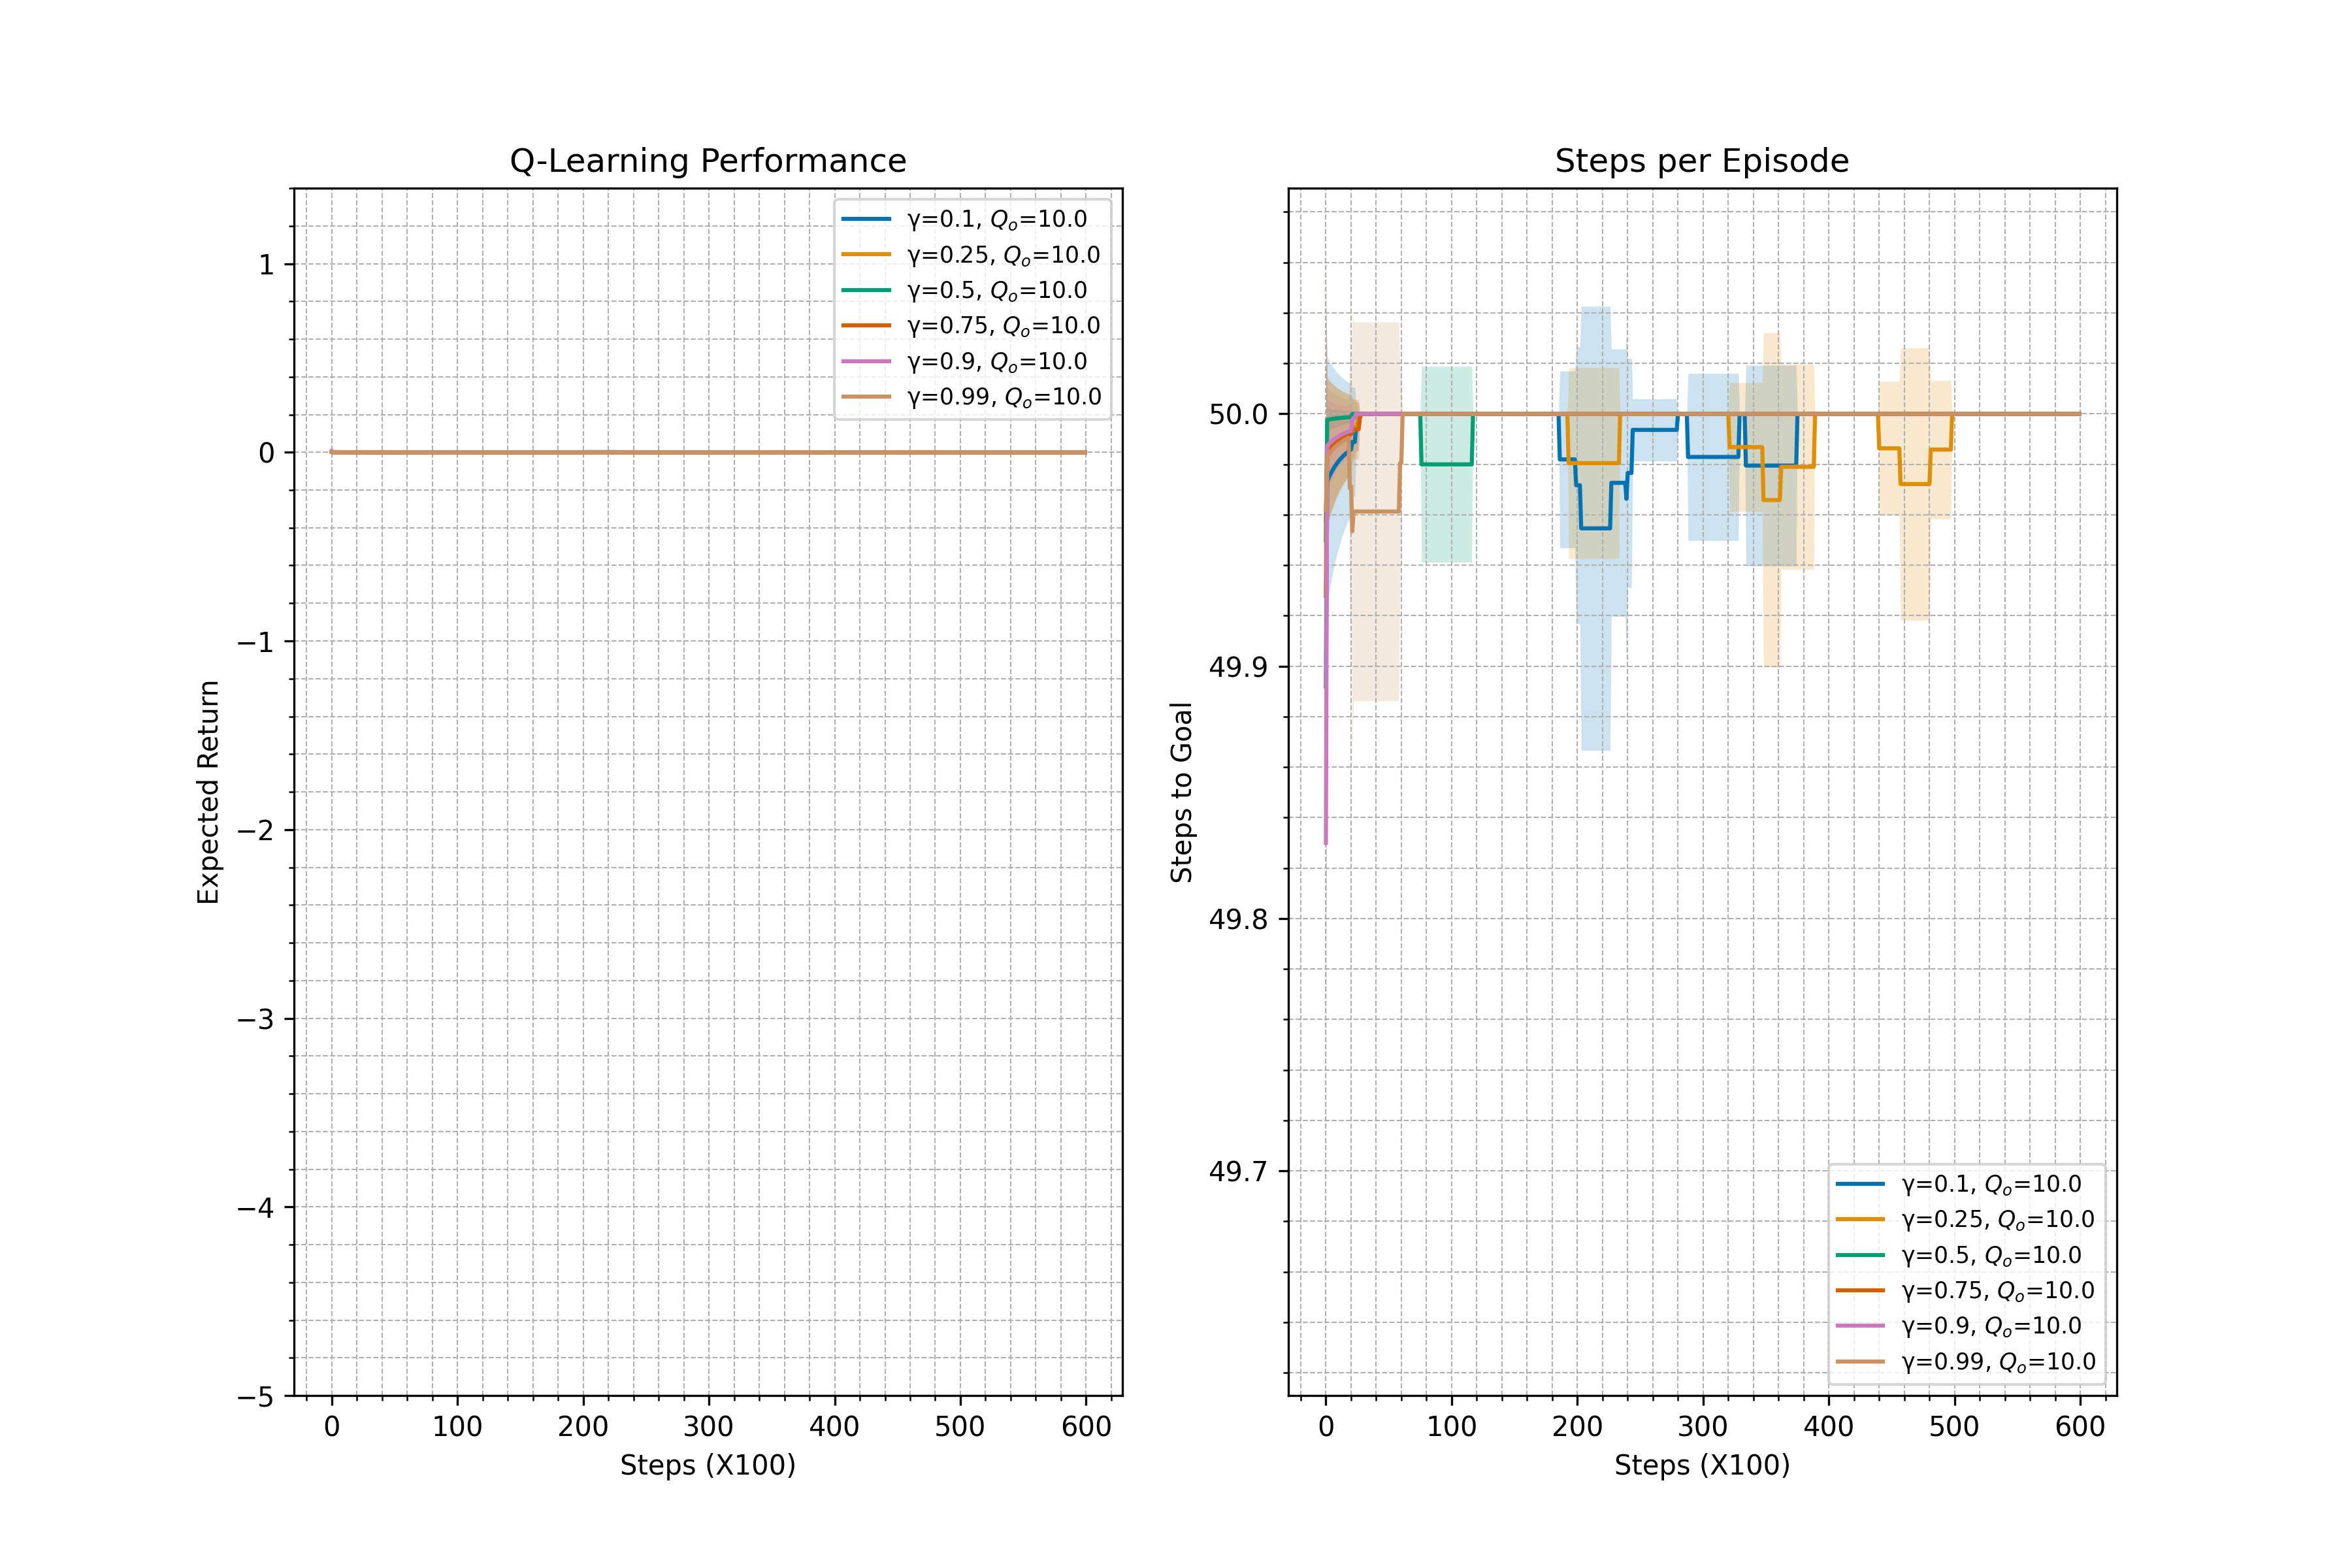 Q-Learning Performance
Expected Return
1
0
−1
−2
−3
−4
−5
0 100 200 300 400 500 600
Steps (X100)
γ=0.1, Qₒ=10.0
γ=0.25, Qₒ=10.0
γ=0.5, Qₒ=10.0
γ=0.75, Qₒ=10.0
γ=0.9, Qₒ=10.0
γ=0.99, Qₒ=10.0
Steps per Episode
Steps to Goal
50.0
49.9
49.8
49.7
0 100 200 300 400 500 600
Steps (X100)
γ=0.1, Qₒ=10.0
γ=0.25, Qₒ=10.0
γ=0.5, Qₒ=10.0
γ=0.75, Qₒ=10.0
γ=0.9, Qₒ=10.0
γ=0.99, Qₒ=10.0